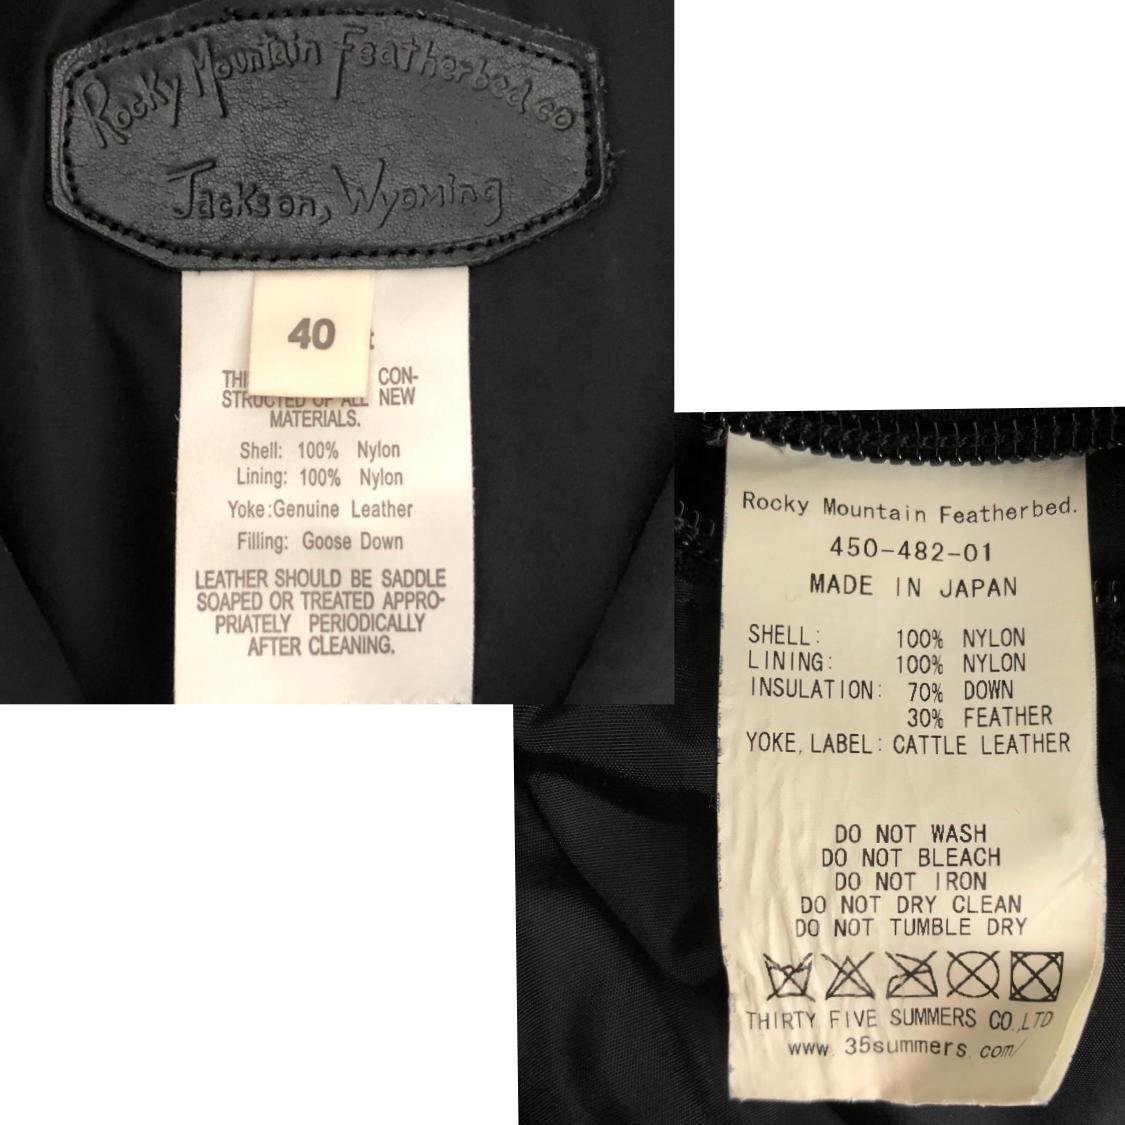 Rocky Mountain Featherbed co
Jackson, Wyoming
40
THI CON-
STRUCTED OF ALL NEW
MATERIALS.
Shell: 100% Nylon
Lining: 100% Nylon
Yoke:Genuine Leather
Filling: Goose Down
LEATHER SHOULD BE SADDLE
SOAPED OR TREATED APPRO-
PRIATELY PERIODICALLY
AFTER CLEANING.
Rocky Mountain Featherbed.
450-482-01
MADE IN JAPAN
SHELL: 100% NYLON
LINING: 100% NYLON
INSULATION: 70% DOWN
30% FEATHER
YOKE, LABEL: CATTLE LEATHER
DO NOT WASH
DO NOT BLEACH
DO NOT IRON
DO NOT DRY CLEAN
DO NOT TUMBLE DRY
THIRTY FIVE SUMMERS CO.,LTD
www.35summers.com/